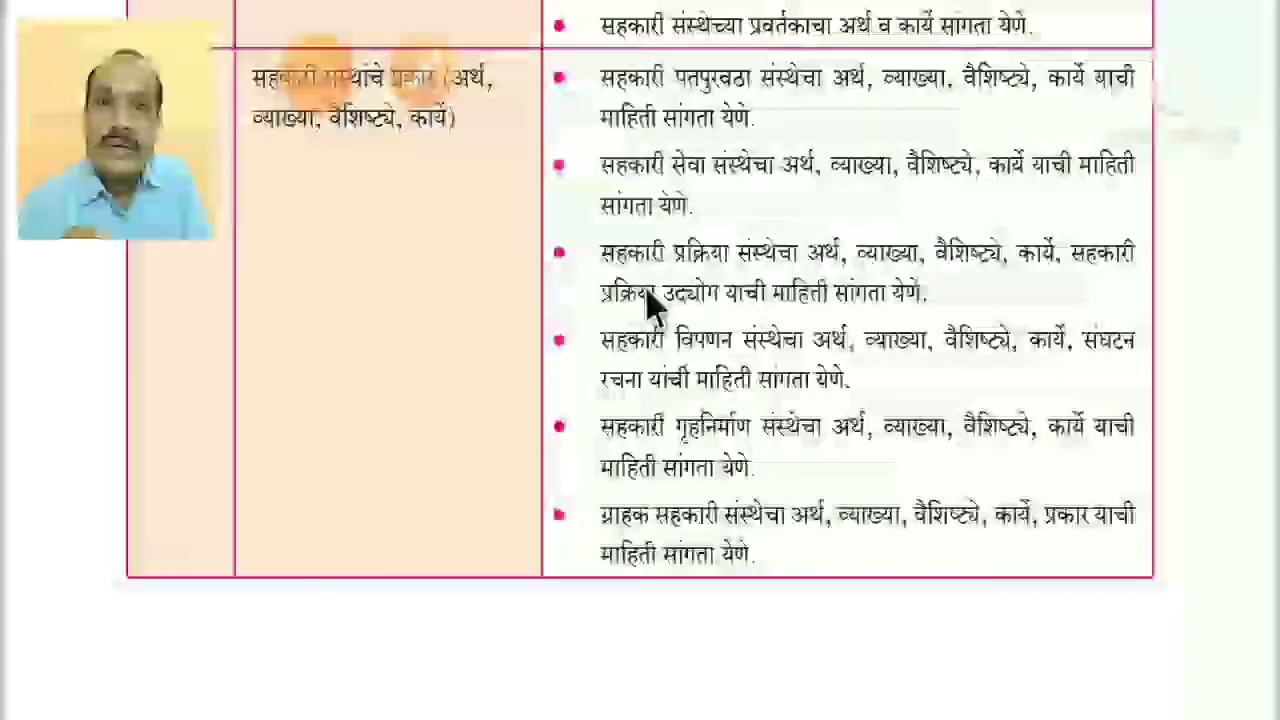 सहकारी संस्थेच्या प्रवर्तकाचा अर्थ व कार्ये सांगता येणे.
सहकारी संस्थांचे प्रकार (अर्थ,
व्याख्या, वैशिष्ट्ये, कार्ये)
सहकारी पतपुरवठा संस्थेचा अर्थ, व्याख्या, वैशिष्ट्ये, कार्ये याची
माहिती सांगता येणे.
सहकारी सेवा संस्थेचा अर्थ, व्याख्या, वैशिष्ट्ये, कार्ये याची माहिती
सांगता येणे.
सहकारी प्रक्रिया संस्थेचा अर्थ, व्याख्या, वैशिष्ट्ये, कार्ये, सहकारी
प्रक्रिया उद्योग याची माहिती सांगता येणे.
सहकारी विपणन संस्थेचा अर्थ, व्याख्या, वैशिष्ट्ये, कार्ये, संघटन
रचना यांची माहिती सांगता येणे.
सहकारी गृहनिर्माण संस्थेचा अर्थ, व्याख्या, वैशिष्ट्ये, कार्ये याची
माहिती सांगता येणे.
ग्राहक सहकारी संस्थेचा अर्थ, व्याख्या, वैशिष्ट्ये, कार्ये, प्रकार याची
माहिती सांगता येणे.